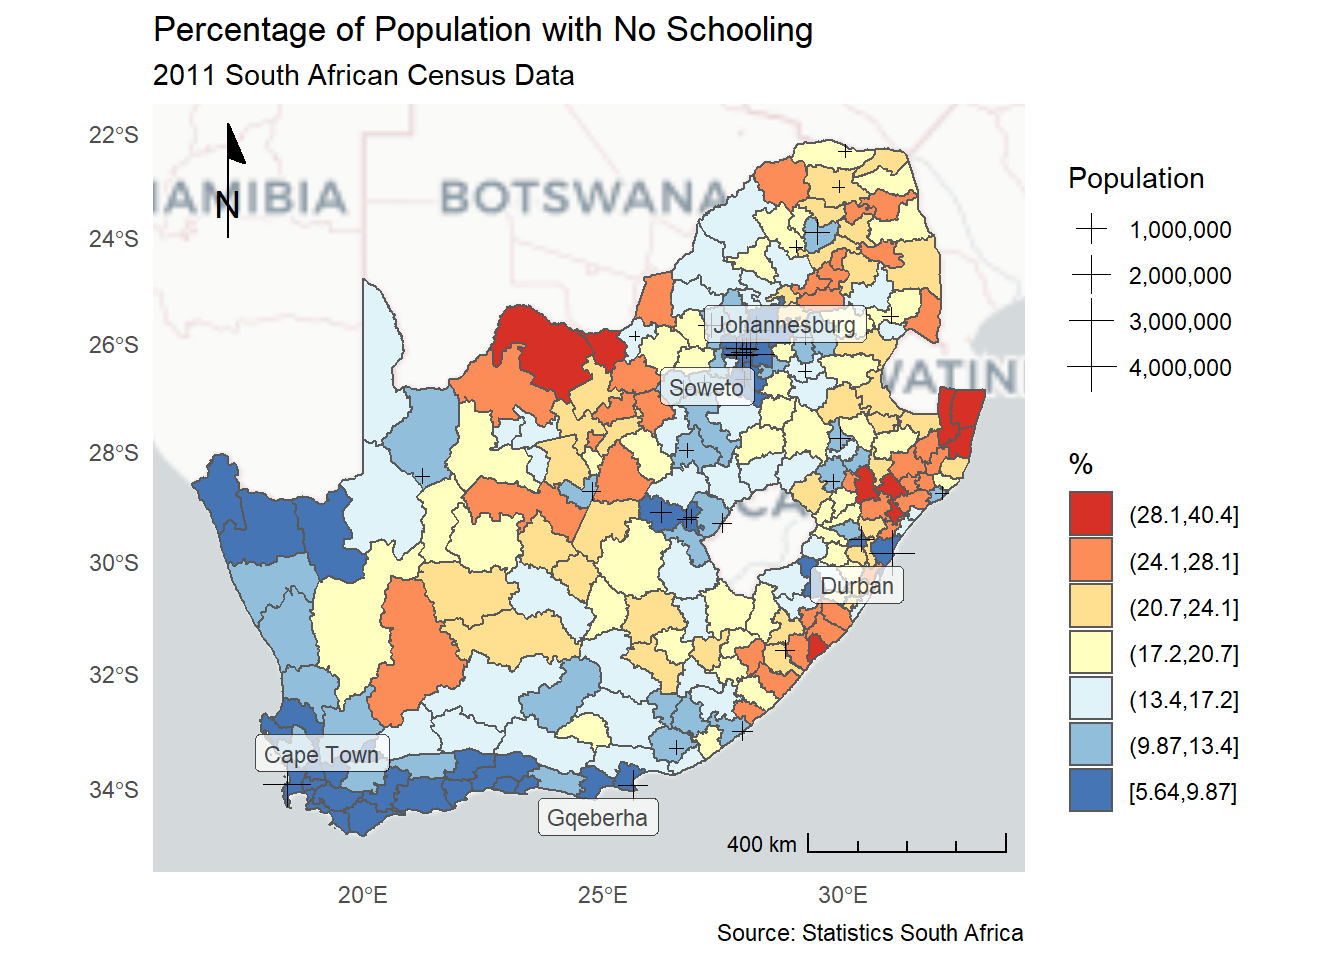 Percentage of Population with No Schooling
2011 South African Census Data
22°S
24°S
26°S
28°S
30°S
32°S
34°S
N
AMIBIA
BOTSWANA
Johannesburg
Soweto
WATINI
CA
Durban
Cape Town
Gqeberha
400 km
20°E
25°E
30°E
Source: Statistics South Africa
Population
1,000,000
2,000,000
3,000,000
4,000,000
%
(28.1,40.4]
(24.1,28.1]
(20.7,24.1]
(17.2,20.7]
(13.4,17.2]
(9.87,13.4]
[5.64,9.87]